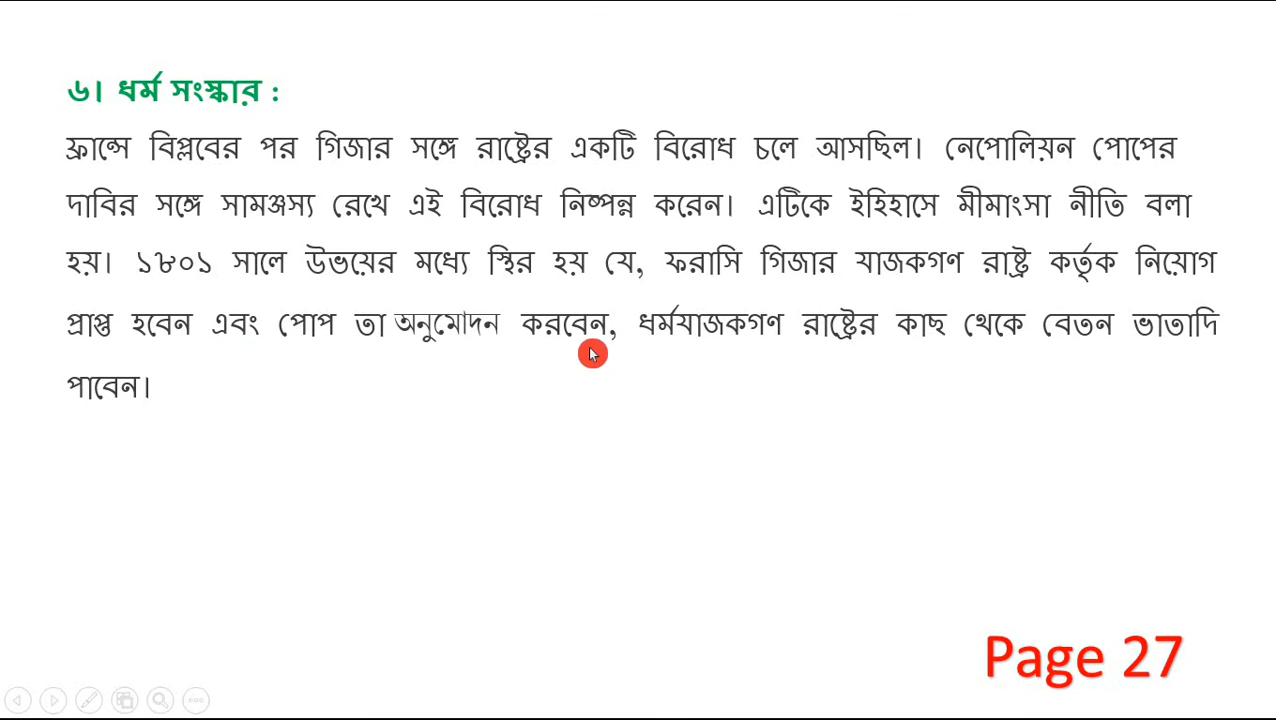 ৬। ধর্ম সংস্কার :
ফ্রান্সে বিপ্লবের পর গিজার সঙ্গে রাষ্ট্রের একটি বিরোধ চলে আসছিল। নেপোলিয়ন পোপের
দাবির সঙ্গে সামঞ্জস্য রেখে এই বিরোধ নিষ্পন্ন করেন। এটিকে ইহিহাসে মীমাংসা নীতি বলা
হয়। ১৮০১ সালে উভয়ের মধ্যে স্থির হয় যে, ফরাসি গিজার যাজকগণ রাষ্ট্র কর্তৃক নিয়োগ
প্রাপ্ত হবেন এবং পোপ তা অনুমোদন করবেন, ধর্মযাজকগণ রাষ্ট্রের কাছ থেকে বেতন ভাতাদি
পাবেন।
Page 27